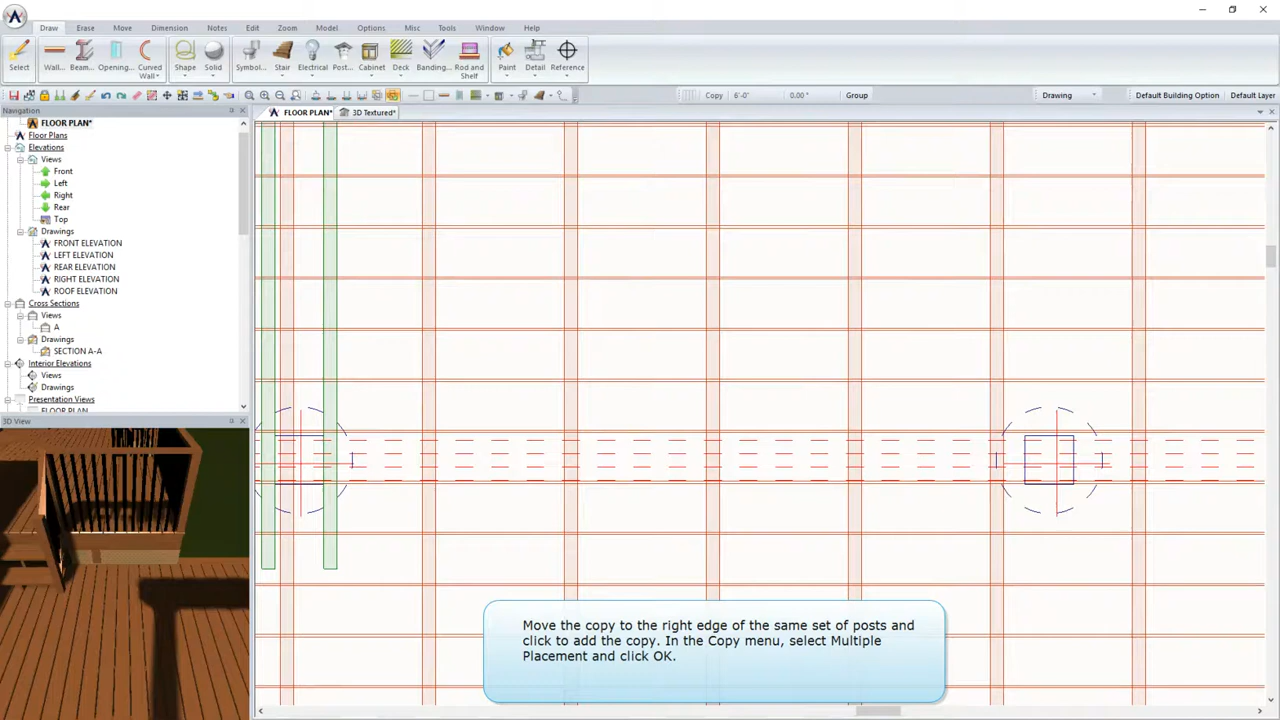 Draw Erase Move Dimension Notes Edit Zoom Model Options Misc Tools Window Help
Select Wall... Beam... Opening... Curved Wall Shape Solid Symbol... Stair Electrical Post... Cabinet Deck Banding... Rod and Shelf Paint Detail Reference
Copy 6'-0" 0.00 ° Group Drawing Default Building Option Default Layer
Navigation
FLOOR PLAN* 3D Textured*
FLOOR PLAN*
Floor Plans
Elevations
Views
Front
Left
Right
Rear
Top
Drawings
FRONT ELEVATION
LEFT ELEVATION
REAR ELEVATION
RIGHT ELEVATION
ROOF ELEVATION
Cross Sections
Views
A
Drawings
SECTION A-A
Interior Elevations
Views
Drawings
Presentation Views
FLOOR PLAN
3D View
Move the copy to the right edge of the same set of posts and
click to add the copy. In the Copy menu, select Multiple
Placement and click OK.